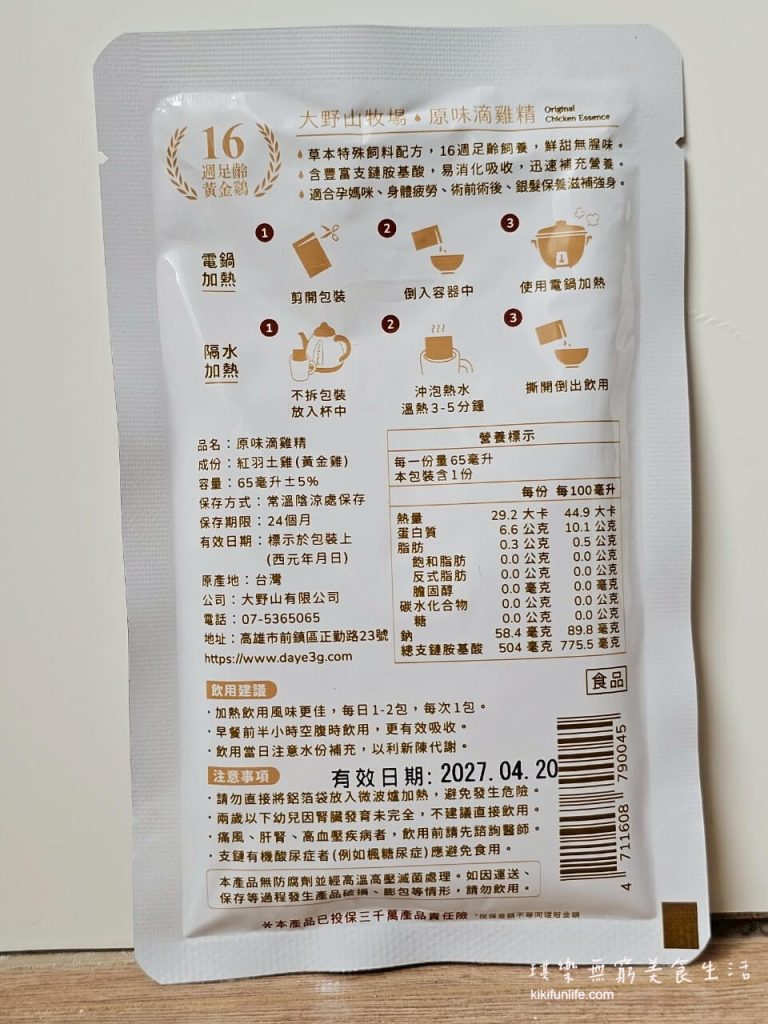 大野山牧場・原味滴雞精 Original Chicken Essence
16
週足齡
黃金雞
草本特殊飼料配方，16週足齡飼養，鮮甜無腥味。
含豐富支鏈胺基酸，易消化吸收，迅速補充營養。
適合孕媽咪、身體疲勞、術前術後、銀髮保養滋補強身。
電鍋
加熱
1
剪開包裝
2
倒入容器中
3
使用電鍋加熱
隔水
加熱
1
不拆包裝
放入杯中
2
沖泡熱水
溫熱3-5分鐘
3
撕開倒出飲用
品名：原味滴雞精
成份：紅羽土雞(黃金雞)
容量：65毫升±5%
保存方式：常溫陰涼處保存
保存期限：24個月
有效日期：標示於包裝上
(西元年月日)
原產地：台灣
公司：大野山有限公司
電話：07-5365065
地址：高雄市前鎮區正勤路23號
https://www.daye3g.com
營養標示
每一份量65毫升
本包裝含1份
每份 每100毫升
熱量 29.2 大卡 44.9 大卡
蛋白質 6.6 公克 10.1 公克
脂肪 0.3 公克 0.5 公克
飽和脂肪 0.0 公克 0.0 公克
反式脂肪 0.0 公克 0.0 公克
膽固醇 0.0 毫克 0.0 毫克
碳水化合物 0.0 公克 0.0 公克
糖 0.0 公克 0.0 公克
鈉 58.4 毫克 89.8 毫克
總支鏈胺基酸 504 毫克 775.5 毫克
食品
飲用建議
・加熱飲用風味更佳，每日1-2包，每次1包。
・早餐前半小時空腹時飲用，更有效吸收。
・飲用當日注意水份補充，以利新陳代謝。
注意事項
有效日期: 2027.04.20
・請勿直接將鋁箔袋放入微波爐加熱，避免發生危險。
・兩歲以下幼兒因腎臟發育未完全，不建議直接飲用。
・痛風、肝腎、高血壓疾病者，飲用前請先諮詢醫師。
・支鏈有機酸尿症者(例如楓糖尿症)應避免食用。
本產品無防腐劑並經高溫高壓滅菌處理。如因運送、
保存等過程發生產品破損、膨包等情形，請勿飲用。
※本產品已投保三千萬產品責任險 *投保金額不等同理賠金額
4 711608 790045
琪樂無窮美食生活
kikifunlife.com